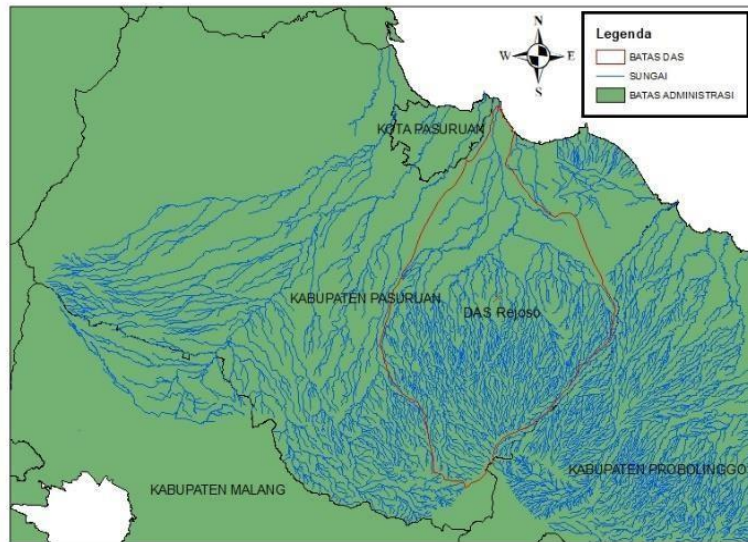 N
W E
S
Legenda
BATAS DAS
SUNGAI
BATAS ADMINISTRASI
KOTA PASURUAN
KABUPATEN PASURUAN
DAS Rejoso
KABUPATEN PROBOLINGGO
KABUPATEN MALANG